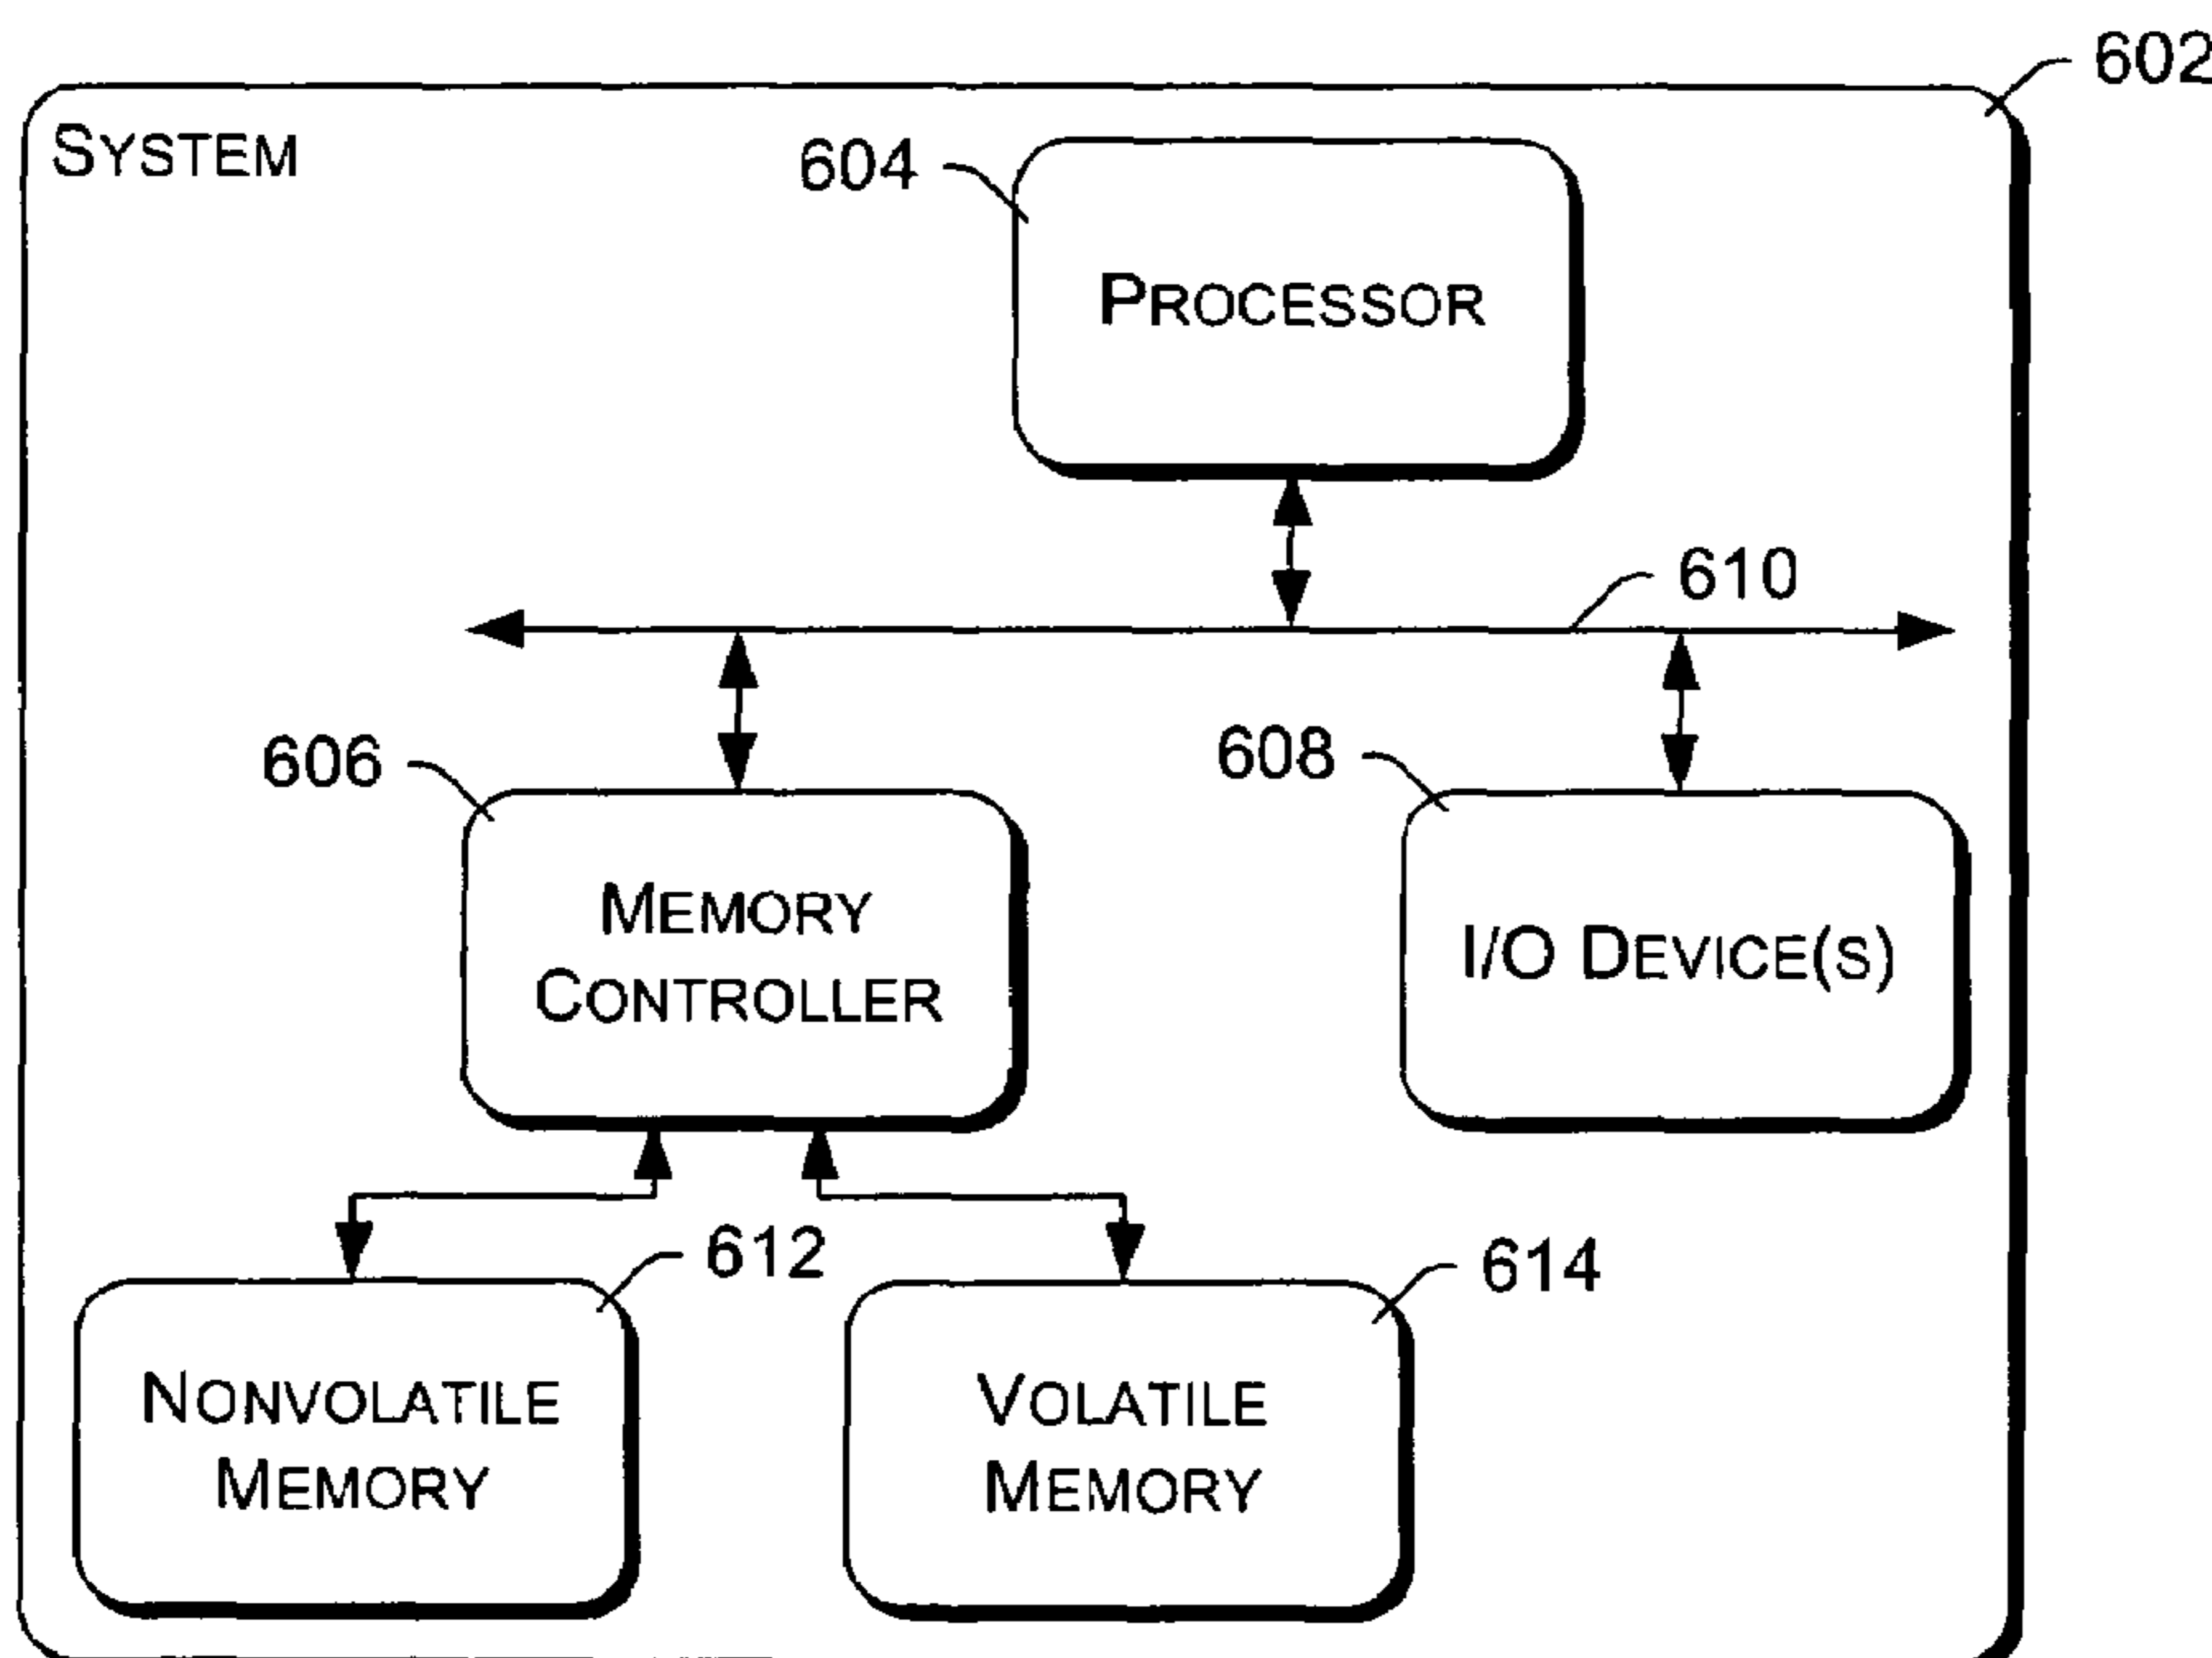 602
SYSTEM
604
PROCESSOR
610
606
608
MEMORY
CONTROLLER
I/O DEVICE(S)
612
614
NONVOLATILE
MEMORY
VOLATILE
MEMORY